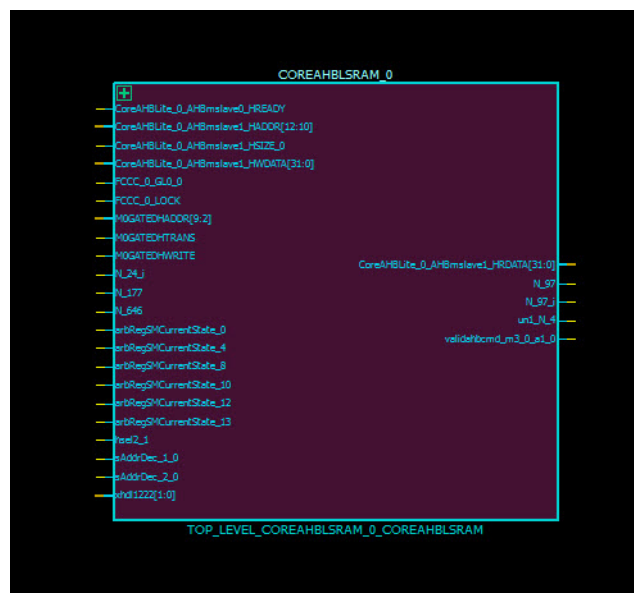 COREAHBLSRAM_0
CoreAHBLite_0_AHBmslave0_HREADY
CoreAHBLite_0_AHBmslave1_HADDR[12:10]
CoreAHBLite_0_AHBmslave1_HSIZE_0
CoreAHBLite_0_AHBmslave1_HWDATA[31:0]
FCCC_0_GL0_0
FCCC_0_LOCK
M0GATEDHADDR[9:2]
M0GATEDHTRANS
M0GATEDHWRITE
N_24_i
N_177
N_646
arbRegSMCurrentState_0
arbRegSMCurrentState_4
arbRegSMCurrentState_8
arbRegSMCurrentState_10
arbRegSMCurrentState_12
arbRegSMCurrentState_13
hsel2_1
sAddrDec_1_0
sAddrDec_2_0
xhdl1222[1:0]
CoreAHBLite_0_AHBmslave1_HRDATA[31:0]
N_97
N_97_i
un1_N_4
validahbcmd_m3_0_a1_0
TOP_LEVEL_COREAHBLSRAM_0_COREAHBLSRAM